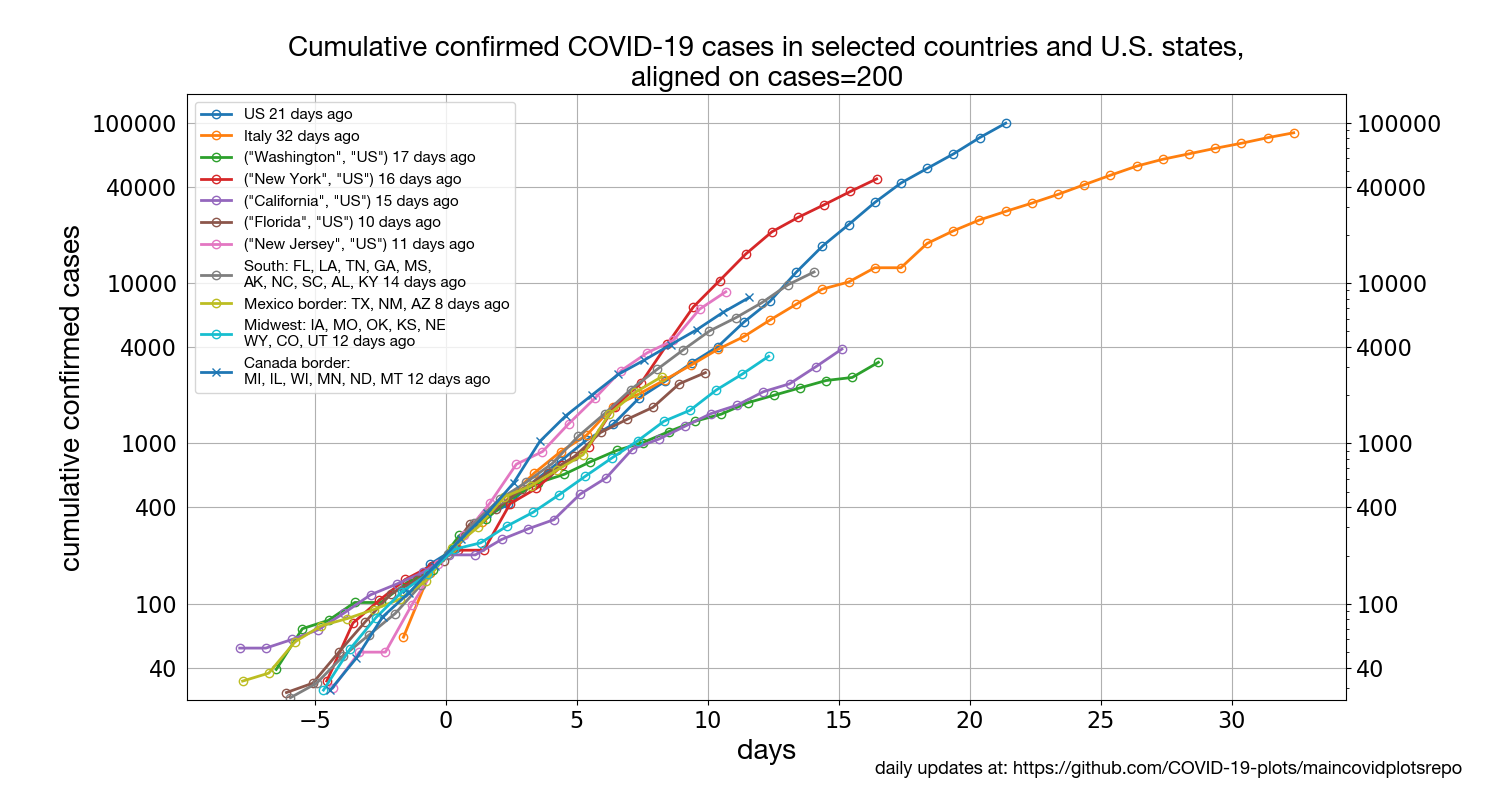 Cumulative confirmed COVID-19 cases in selected countries and U.S. states,
aligned on cases=200
US 21 days ago
Italy 32 days ago
("Washington", "US") 17 days ago
("New York", "US") 16 days ago
("California", "US") 15 days ago
("Florida", "US") 10 days ago
("New Jersey", "US") 11 days ago
South: FL, LA, TN, GA, MS,
AK, NC, SC, AL, KY 14 days ago
Mexico border: TX, NM, AZ 8 days ago
Midwest: IA, MO, OK, KS, NE
WY, CO, UT 12 days ago
Canada border:
MI, IL, WI, MN, ND, MT 12 days ago
cumulative confirmed cases
100000
40000
10000
4000
1000
400
100
40
100000
40000
10000
4000
1000
400
100
40
−5 0 5 10 15 20 25 30
days
daily updates at: https://github.com/COVID-19-plots/maincovidplotsrepo